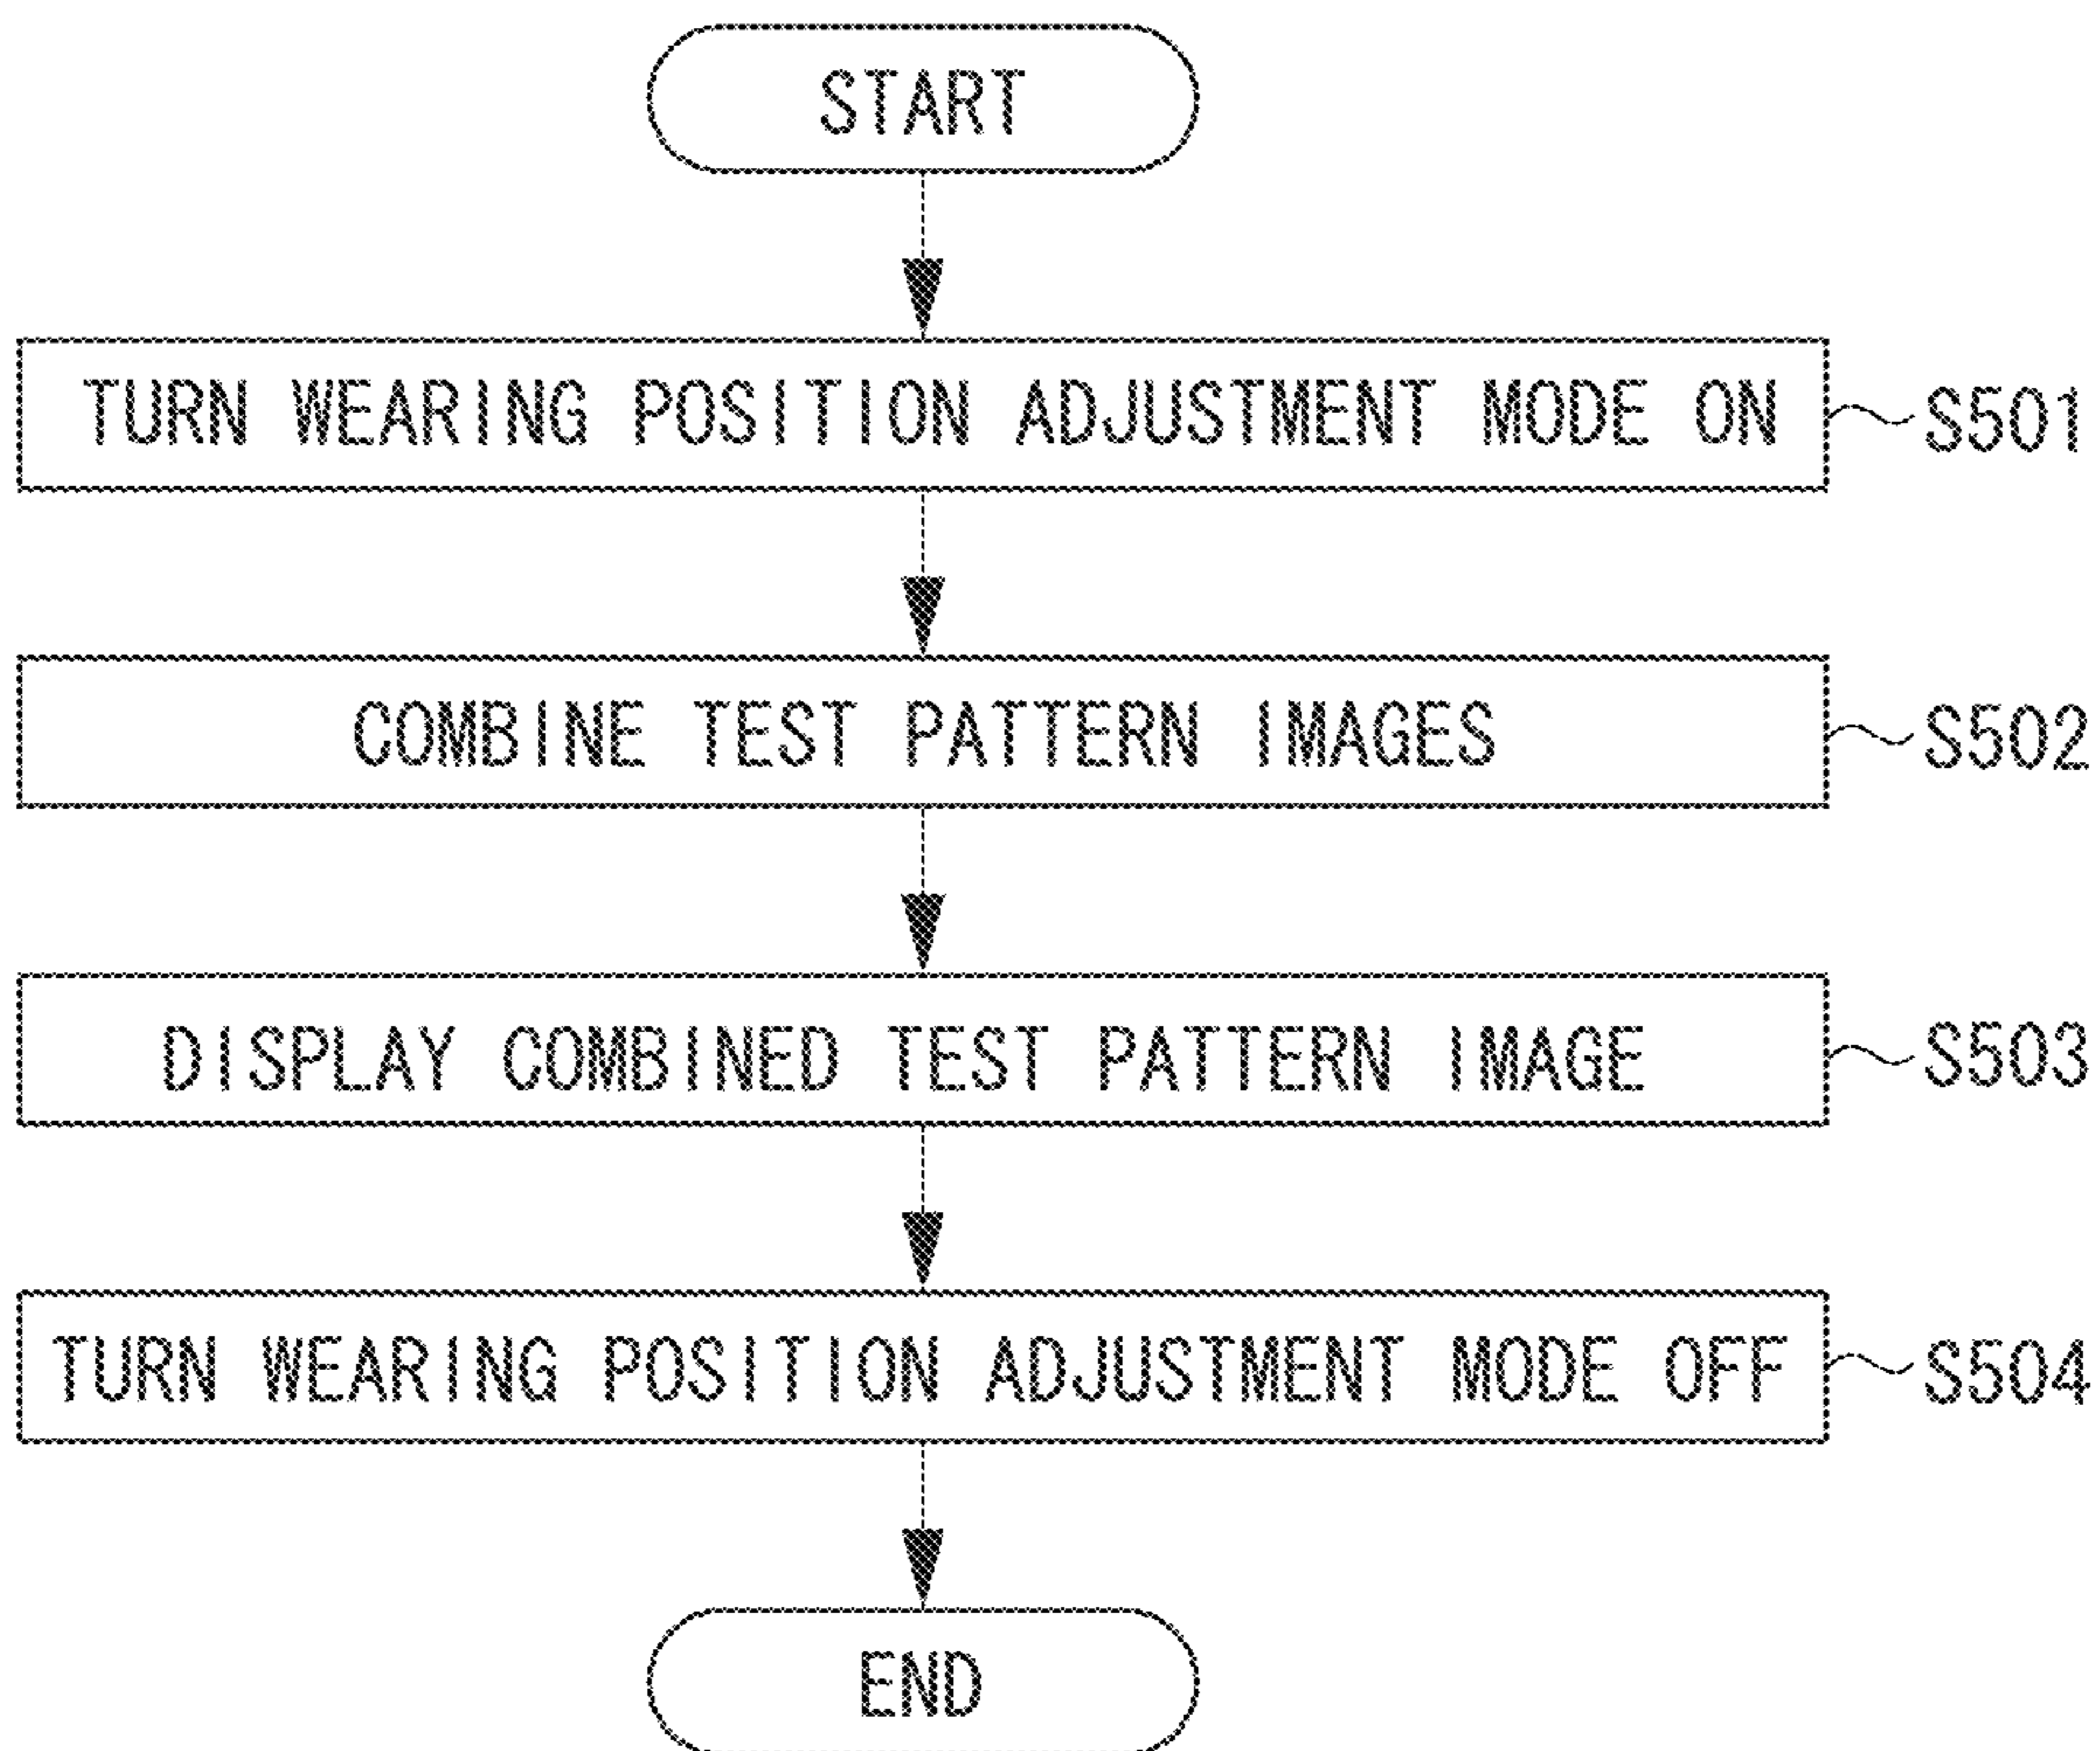 START
TURN WEARING POSITION ADJUSTMENT MODE ON
S501
COMBINE TEST PATTERN IMAGES
S502
DISPLAY COMBINED TEST PATTERN IMAGE
S503
TURN WEARING POSITION ADJUSTMENT MODE OFF
S504
END